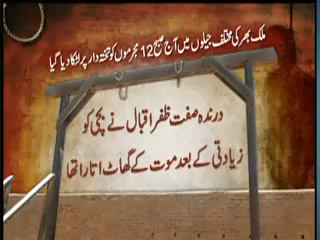 ملک بھر کی مختلف جیلوں میں آج صبح 12 مجرموں کو تختہ دار پر لٹکا دیا گیا
درندہ صفت ظفر اقبال نے بچی کو
زیادتی کے بعد موت کے گھاٹ اتارا تھا